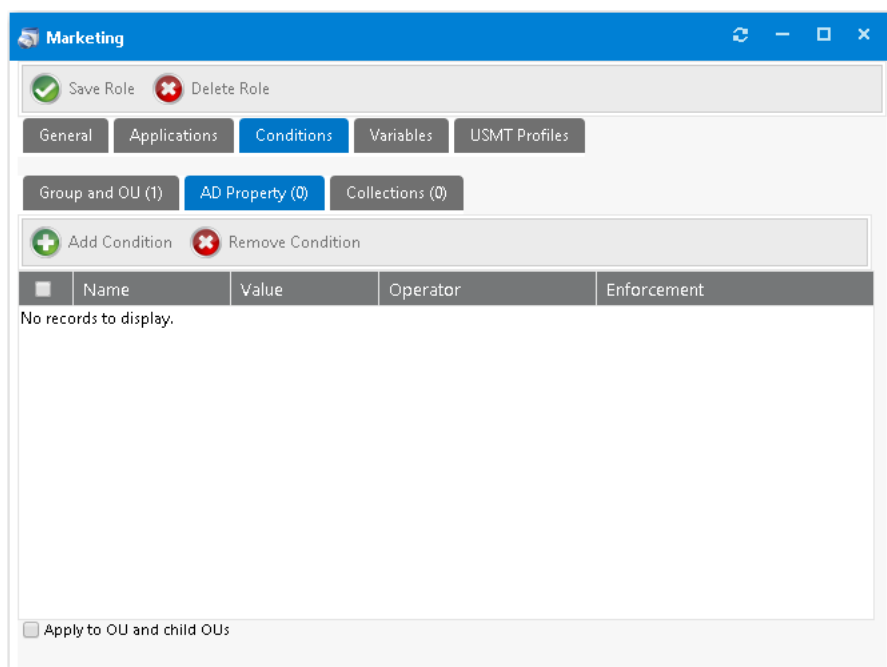 Marketing
Save Role Delete Role
General Applications Conditions Variables USMT Profiles
Group and OU (1) AD Property (0) Collections (0)
Add Condition Remove Condition
Name Value Operator Enforcement
No records to display.
Apply to OU and child OUs